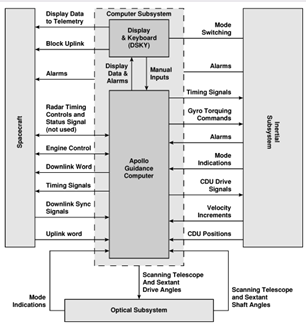 Display Data
to Telemetry
Computer Subsystem
Display
& Keyboard
(DSKY)
Mode
Switching
Block Uplink
Display
Data &
Alarms
Manual
Inputs
Alarms
Alarms
Timing Signals
Radar Timing
Controls and
Status Signal
(not used)
Gyro Torquing
Commands
Alarms
Spacecraft
Inertial
Subsystem
Engine Control
Apollo
Guidance
Computer
Mode
Indications
Downlink Word
CDU Drive
Signals
Timing Signals
Downlink Sync
Signals
Velocity
Increments
Uplink word
CDU Positions
Scanning Telescope
And Sextant
Drive Angles
Mode
Indications
Scanning Telescope
and Sextant
Shaft Angles
Optical Subsystem